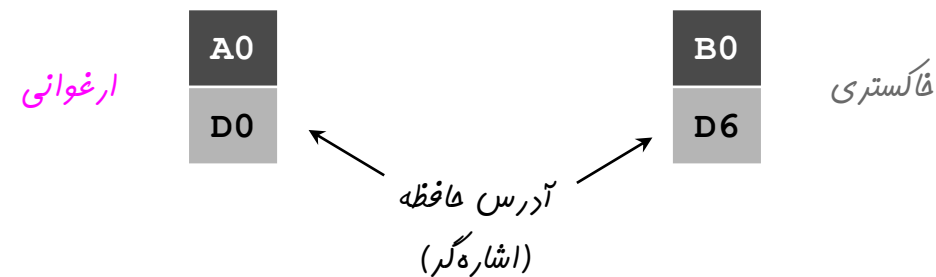 A0
D0
ارغوانی
B0
D6
خاکستری
آدرس حافظه
(اشاره‌گر)